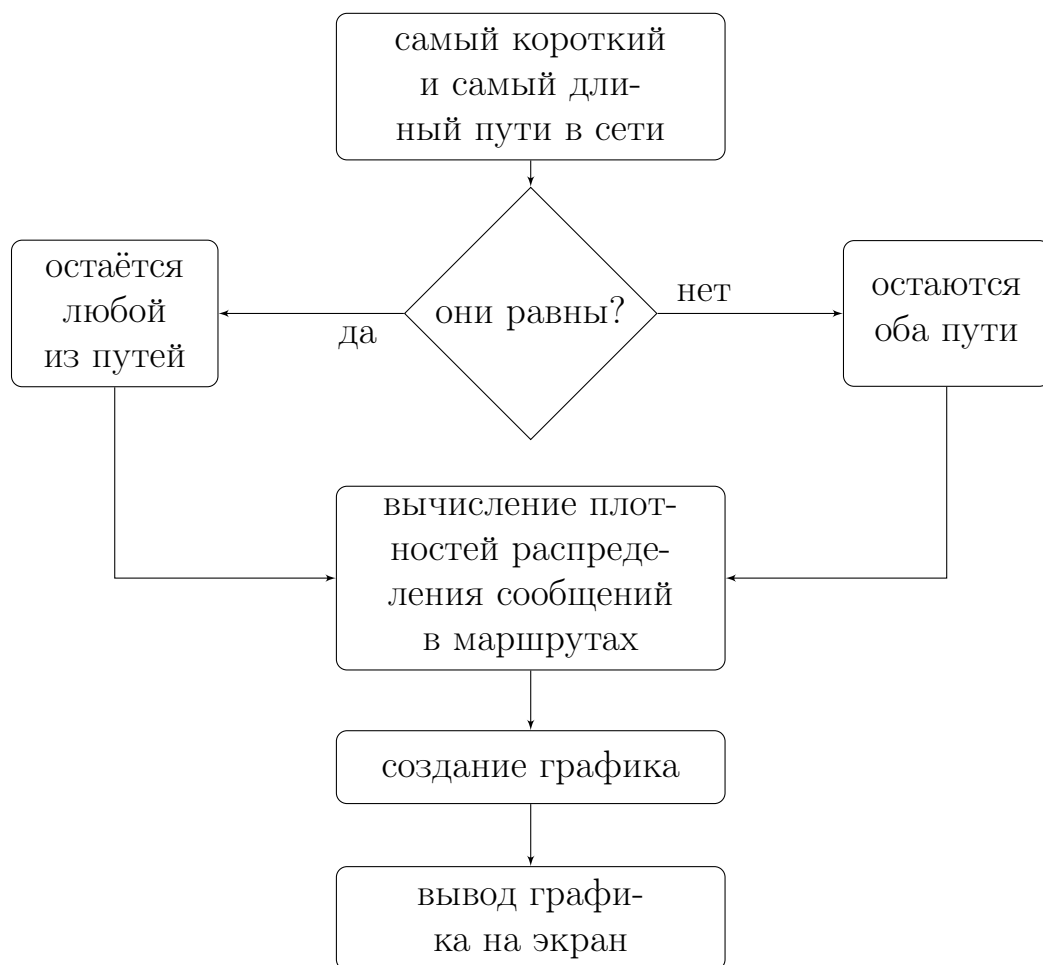 самый короткий
и самый дли-
ный пути в сети
они равны?
да
нет
остаётся
любой
из путей
остаются
оба пути
вычисление плот-
ностей распреде-
ления сообщений
в маршрутах
создание графика
вывод графи-
ка на экран